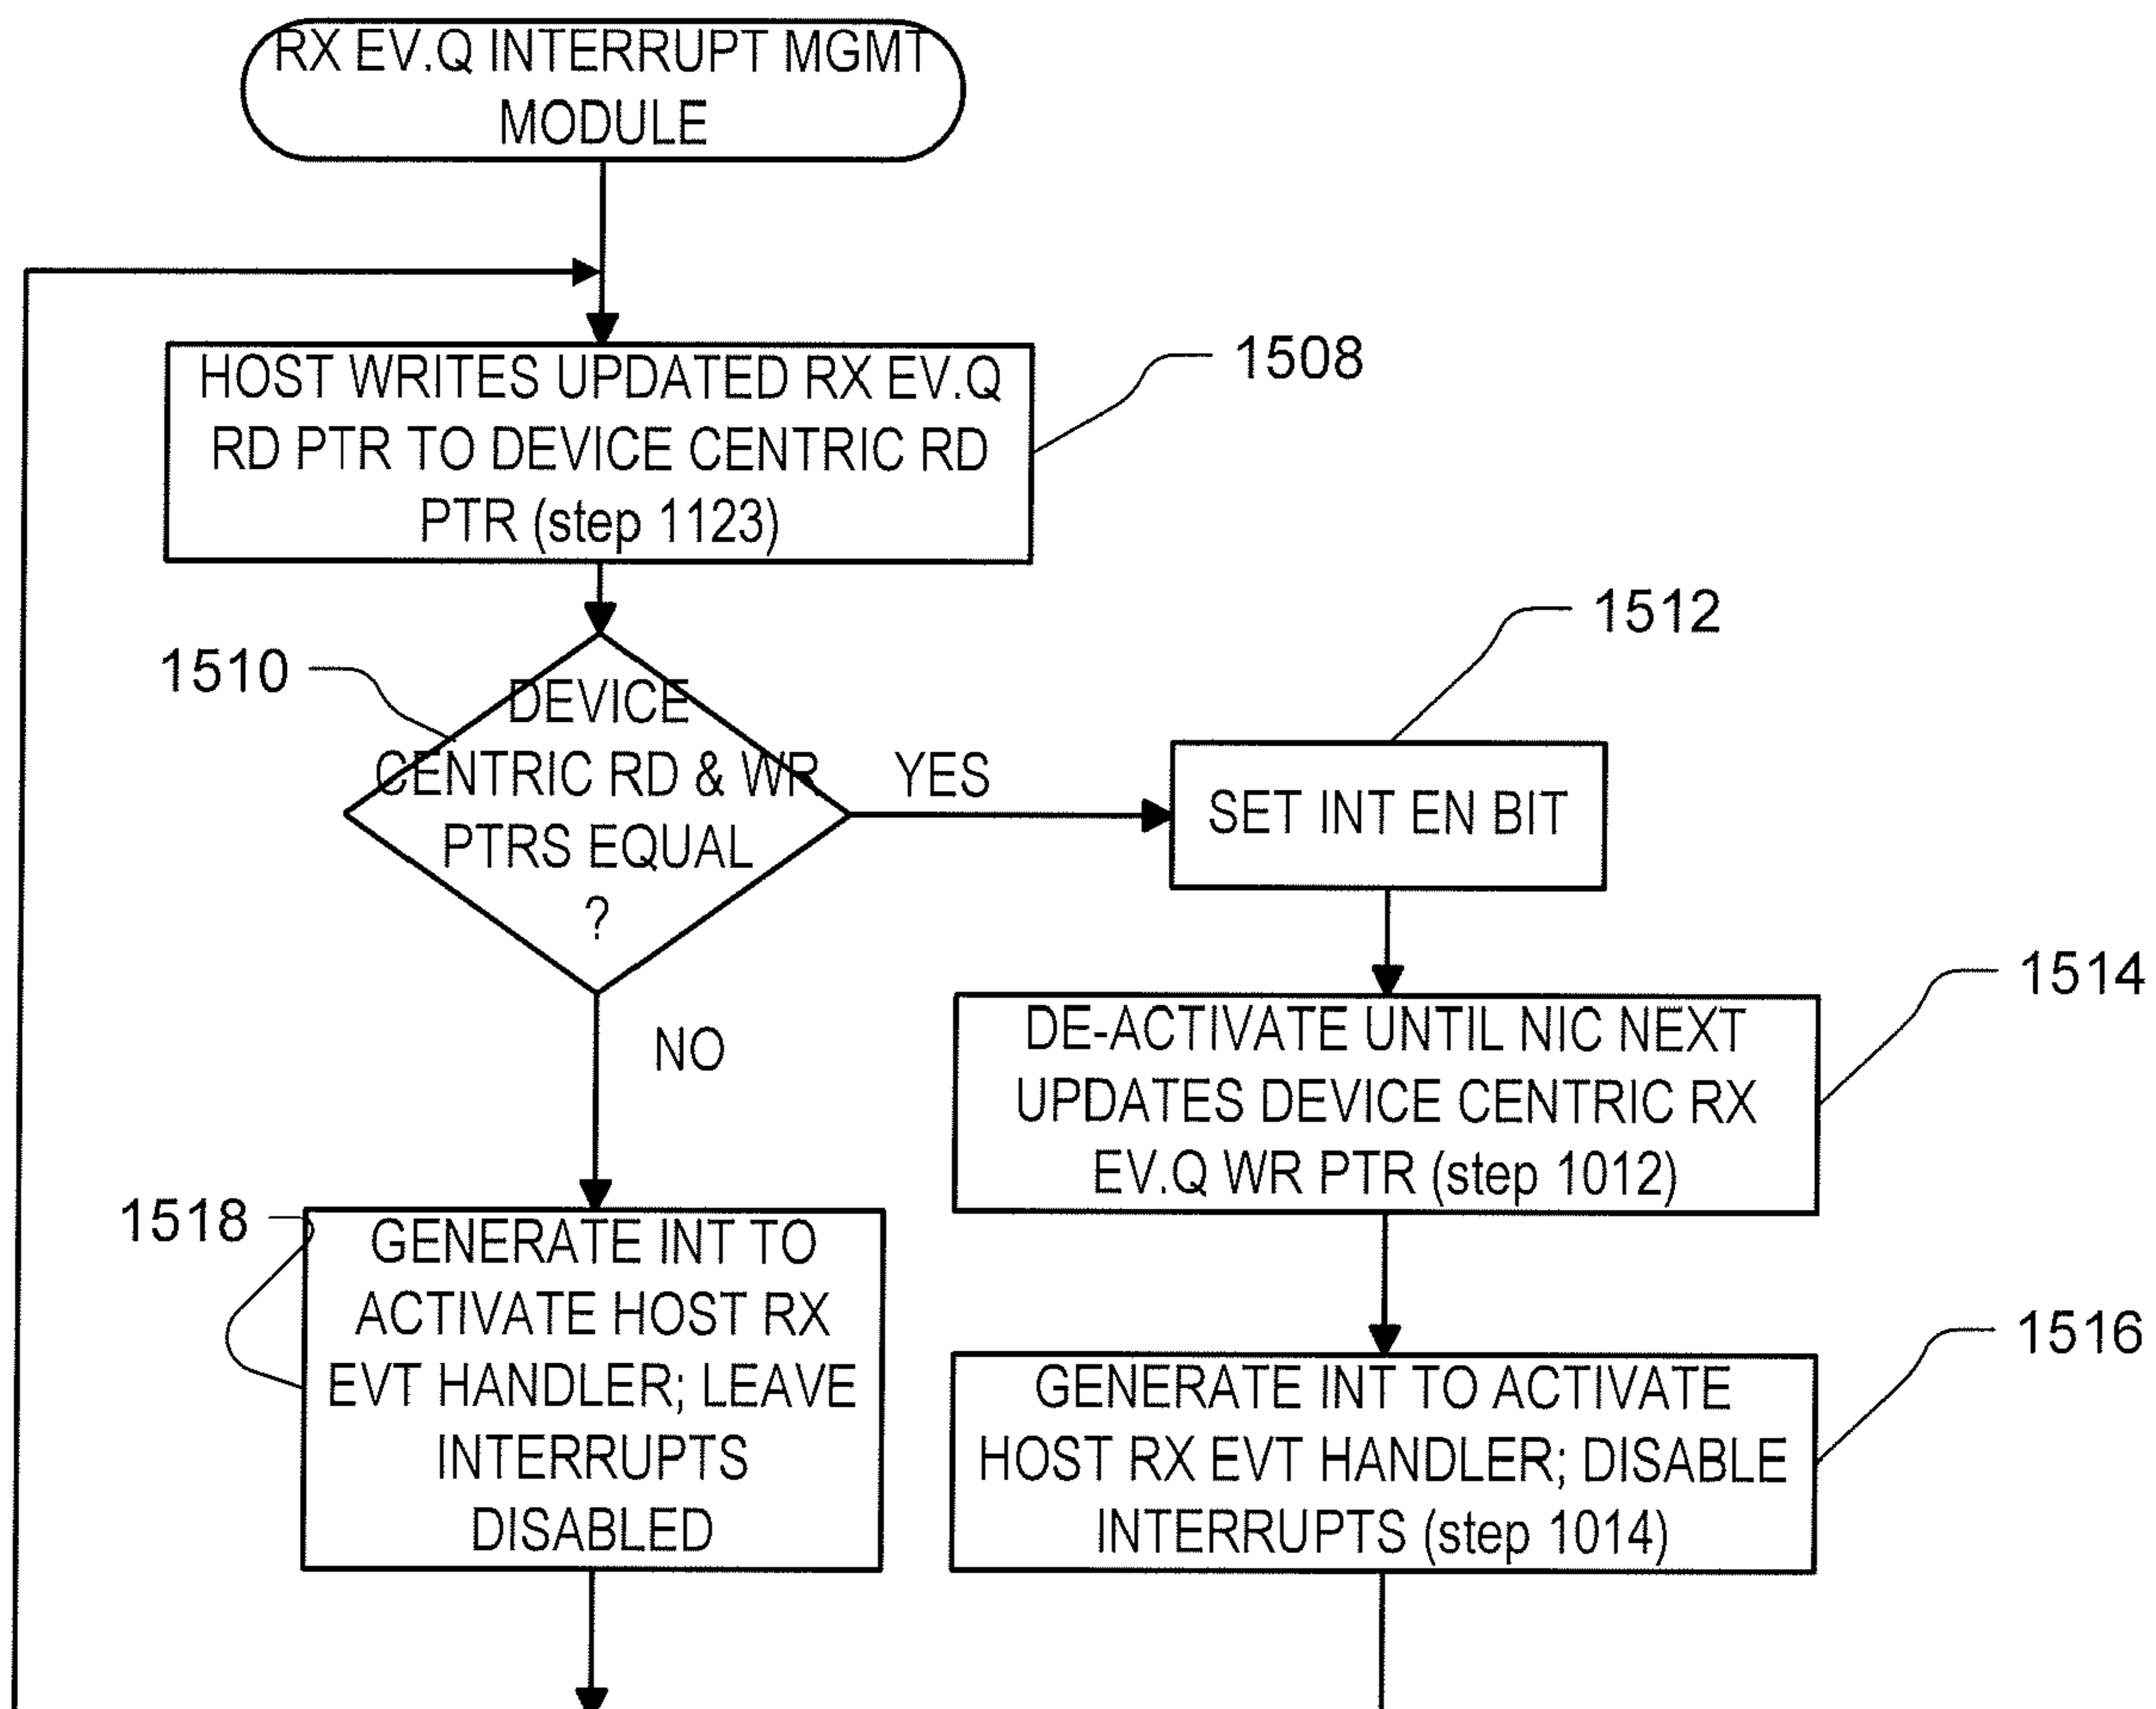 RX EV.Q INTERRUPT MGMT
MODULE
HOST WRITES UPDATED RX EV.Q
RD PTR TO DEVICE CENTRIC RD
PTR (step 1123)
1508
1510
DEVICE
CENTRIC RD & WR
PTRS EQUAL
?
YES
NO
1512
SET INT EN BIT
1514
DE-ACTIVATE UNTIL NIC NEXT
UPDATES DEVICE CENTRIC RX
EV.Q WR PTR (step 1012)
1518
GENERATE INT TO
ACTIVATE HOST RX
EVT HANDLER; LEAVE
INTERRUPTS
DISABLED
1516
GENERATE INT TO ACTIVATE
HOST RX EVT HANDLER; DISABLE
INTERRUPTS (step 1014)